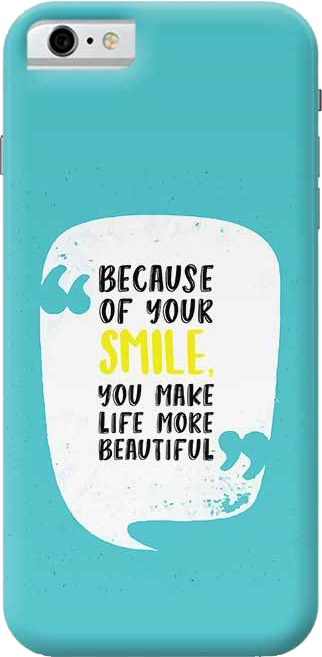 “BECAUSE
OF YOUR
SMILE,
YOU MAKE
LIFE MORE
BEAUTIFUL”